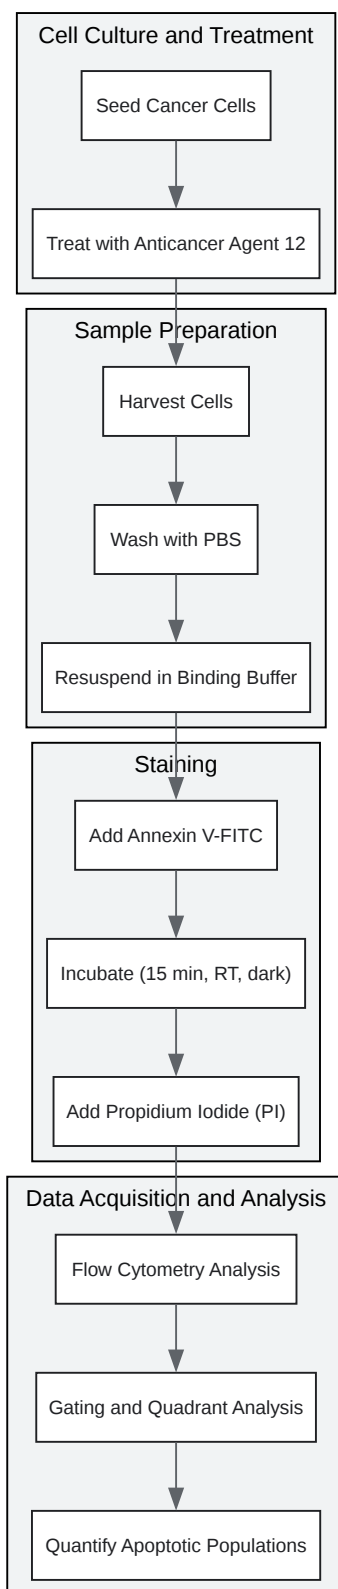 Cell Culture and Treatment
Seed Cancer Cells
Treat with Anticancer Agent 12
Sample Preparation
Harvest Cells
Wash with PBS
Resuspend in Binding Buffer
Staining
Add Annexin V-FITC
Incubate (15 min, RT, dark)
Add Propidium Iodide (PI)
Data Acquisition and Analysis
Flow Cytometry Analysis
Gating and Quadrant Analysis
Quantify Apoptotic Populations